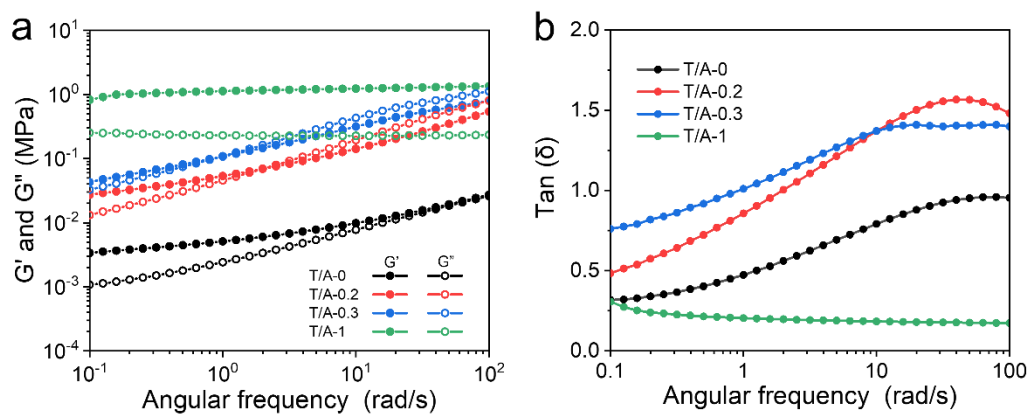 a
G' and G" (MPa)
10¹
10⁰
10⁻¹
10⁻²
10⁻³
10⁻⁴
G' G"
T/A-0
T/A-0.2
T/A-0.3
T/A-1
10⁻¹ 10⁰ 10¹ 10²
Angular frequency (rad/s)
b
Tan (δ)
2.0
1.5
1.0
0.5
0.0
T/A-0
T/A-0.2
T/A-0.3
T/A-1
0.1 1 10 100
Angular frequency (rad/s)